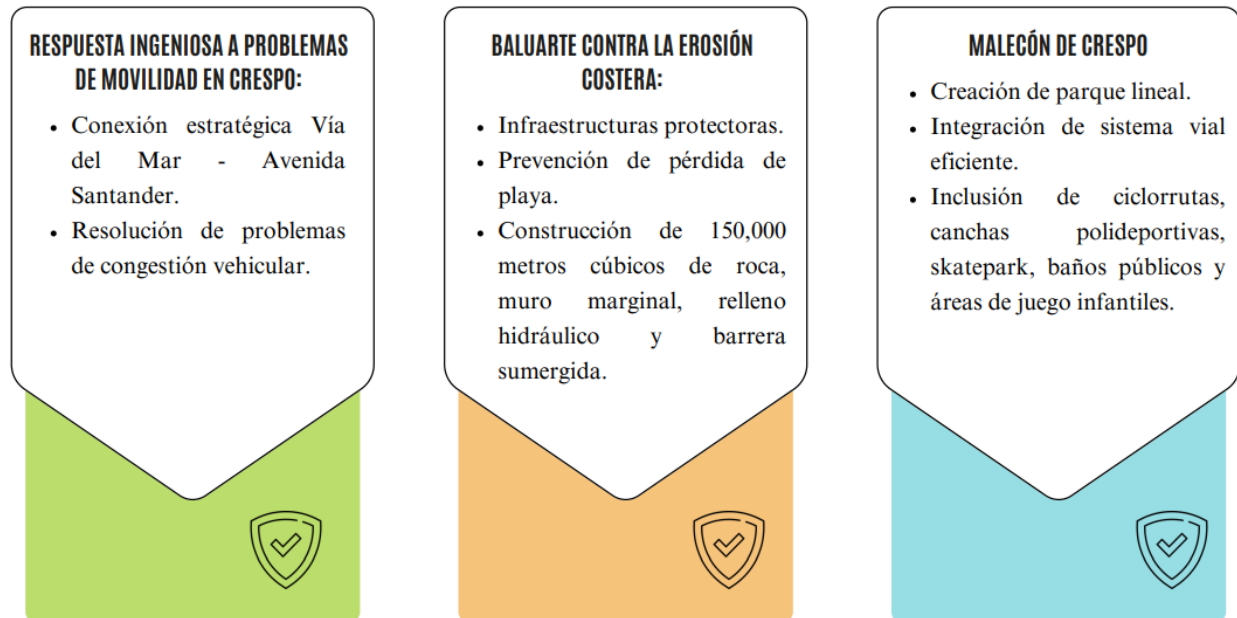 RESPUESTA INGENIOSA A PROBLEMAS
DE MOVILIDAD EN CRESPO:
• Conexión estratégica Vía
del Mar - Avenida
Santander.
• Resolución de problemas
de congestión vehicular.
BALUARTE CONTRA LA EROSIÓN
COSTERA:
• Infraestructuras protectoras.
• Prevención de pérdida de
playa.
• Construcción de 150,000
metros cúbicos de roca,
muro marginal, relleno
hidráulico y barrera
sumergida.
MALECÓN DE CRESPO
• Creación de parque lineal.
• Integración de sistema vial
eficiente.
• Inclusión de ciclorrutas,
canchas polideportivas,
skatepark, baños públicos y
áreas de juego infantiles.